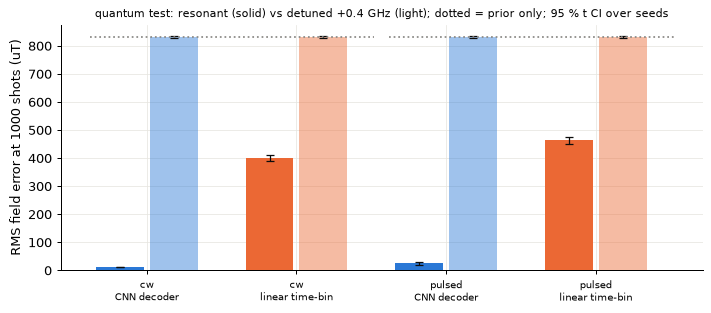 quantum test: resonant (solid) vs detuned +0.4 GHz (light); dotted = prior only; 95 % t CI over seeds
RMS field error at 1000 shots (uT)
800
700
600
500
400
300
200
100
0
cw
CNN decoder
cw
linear time-bin
pulsed
CNN decoder
pulsed
linear time-bin